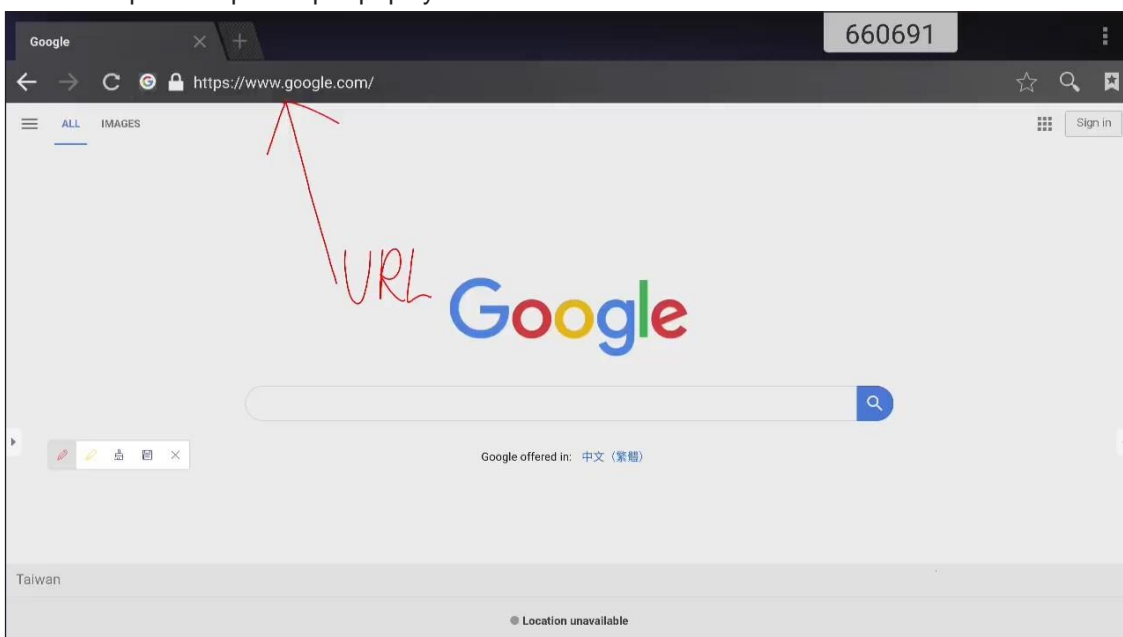 Google
660691
https://www.google.com/
ALL IMAGES
Sign in
URL
Google
Google offered in: 中文（繁體）
Taiwan
Location unavailable